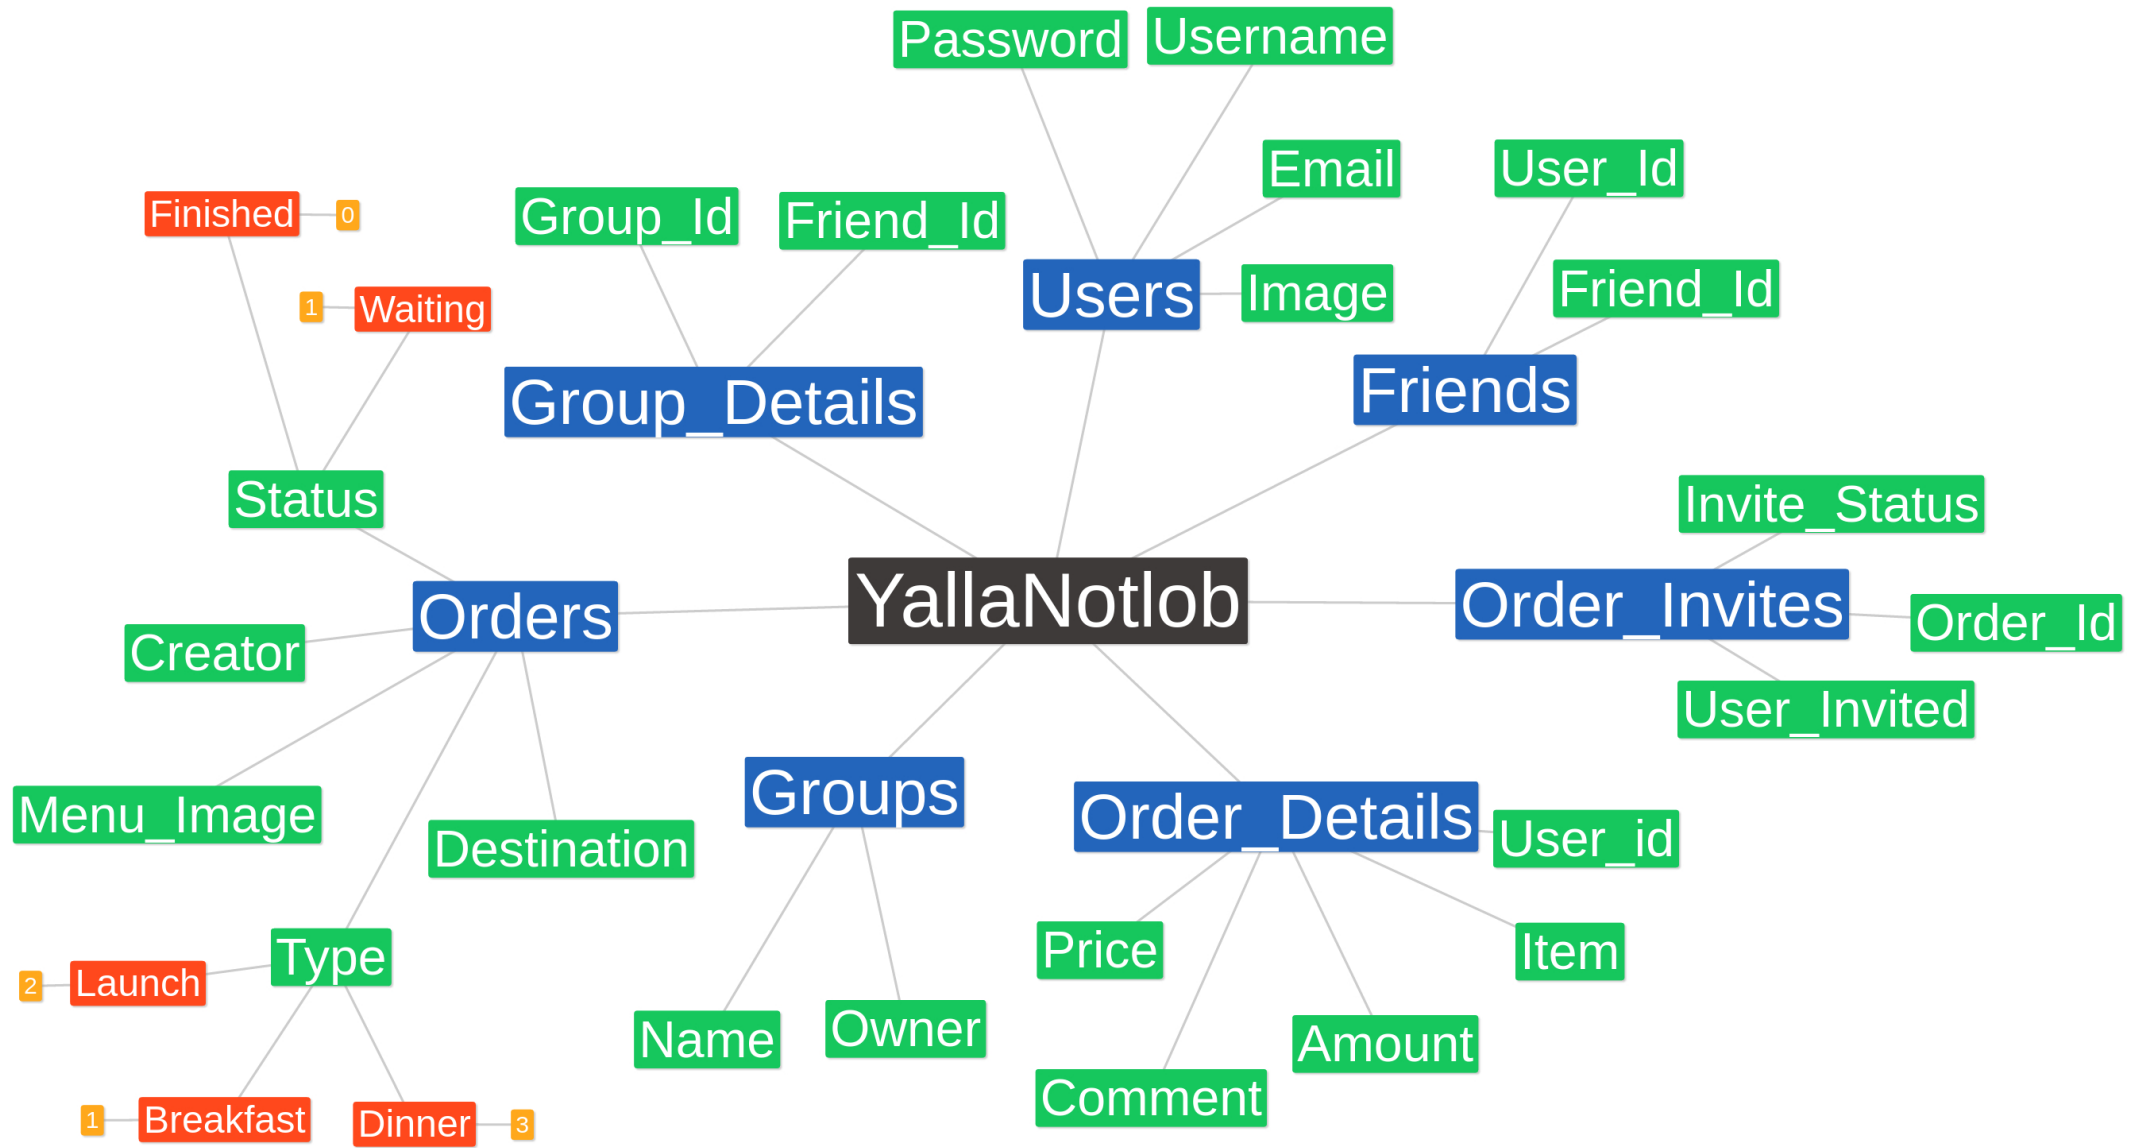 Password
Username
Email
User_Id
Finished
0
Group_Id
Friend_Id
Users
Image
Friend_Id
1
Waiting
Group_Details
Friends
Status
Invite_Status
YallaNotlob
Orders
Order_Invites
Order_Id
Creator
User_Invited
Menu_Image
Destination
Groups
Order_Details
User_id
Price
Item
Type
2
Launch
Name
Owner
Amount
Comment
1
Breakfast
Dinner
3